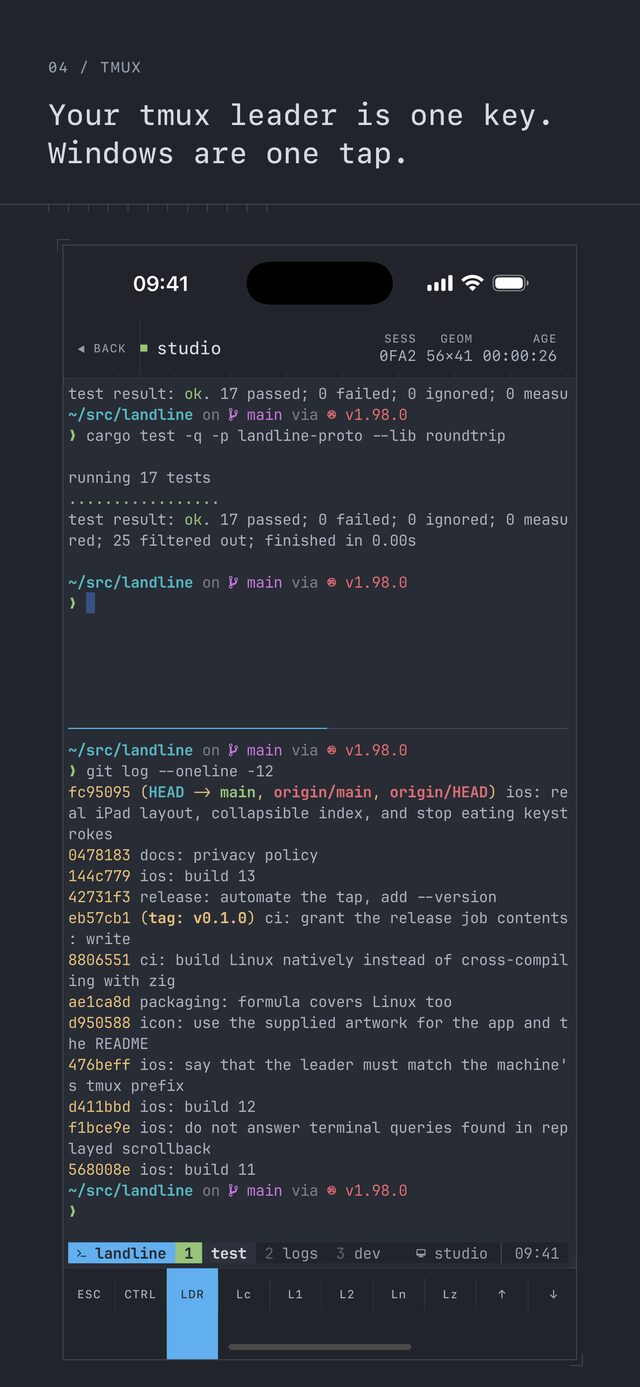 04 / TMUX
Your tmux leader is one key.
Windows are one tap.
09:41
◀ BACK studio
SESS GEOM AGE
0FA2 56×41 00:00:26
test result: ok. 17 passed; 0 failed; 0 ignored; 0 measu
~/src/landline on main via v1.98.0
❯ cargo test -q -p landline-proto --lib roundtrip
running 17 tests
.................
test result: ok. 17 passed; 0 failed; 0 ignored; 0 measu
red; 25 filtered out; finished in 0.00s
~/src/landline on main via v1.98.0
❯
~/src/landline on main via v1.98.0
❯ git log --oneline -12
fc95095 (HEAD -> main, origin/main, origin/HEAD) ios: re
al iPad layout, collapsible index, and stop eating keyst
rokes
0478183 docs: privacy policy
144c779 ios: build 13
42731f3 release: automate the tap, add --version
eb57cb1 (tag: v0.1.0) ci: grant the release job contents
: write
8806551 ci: build Linux natively instead of cross-compil
ing with zig
ae1ca8d packaging: formula covers Linux too
d950588 icon: use the supplied artwork for the app and t
he README
476beff ios: say that the leader must match the machine'
s tmux prefix
d411bbd ios: build 12
f1bce9e ios: do not answer terminal queries found in rep
layed scrollback
568008e ios: build 11
~/src/landline on main via v1.98.0
❯
landline 1 test 2 logs 3 dev studio 09:41
ESC CTRL LDR Lc L1 L2 Ln Lz ↑ ↓